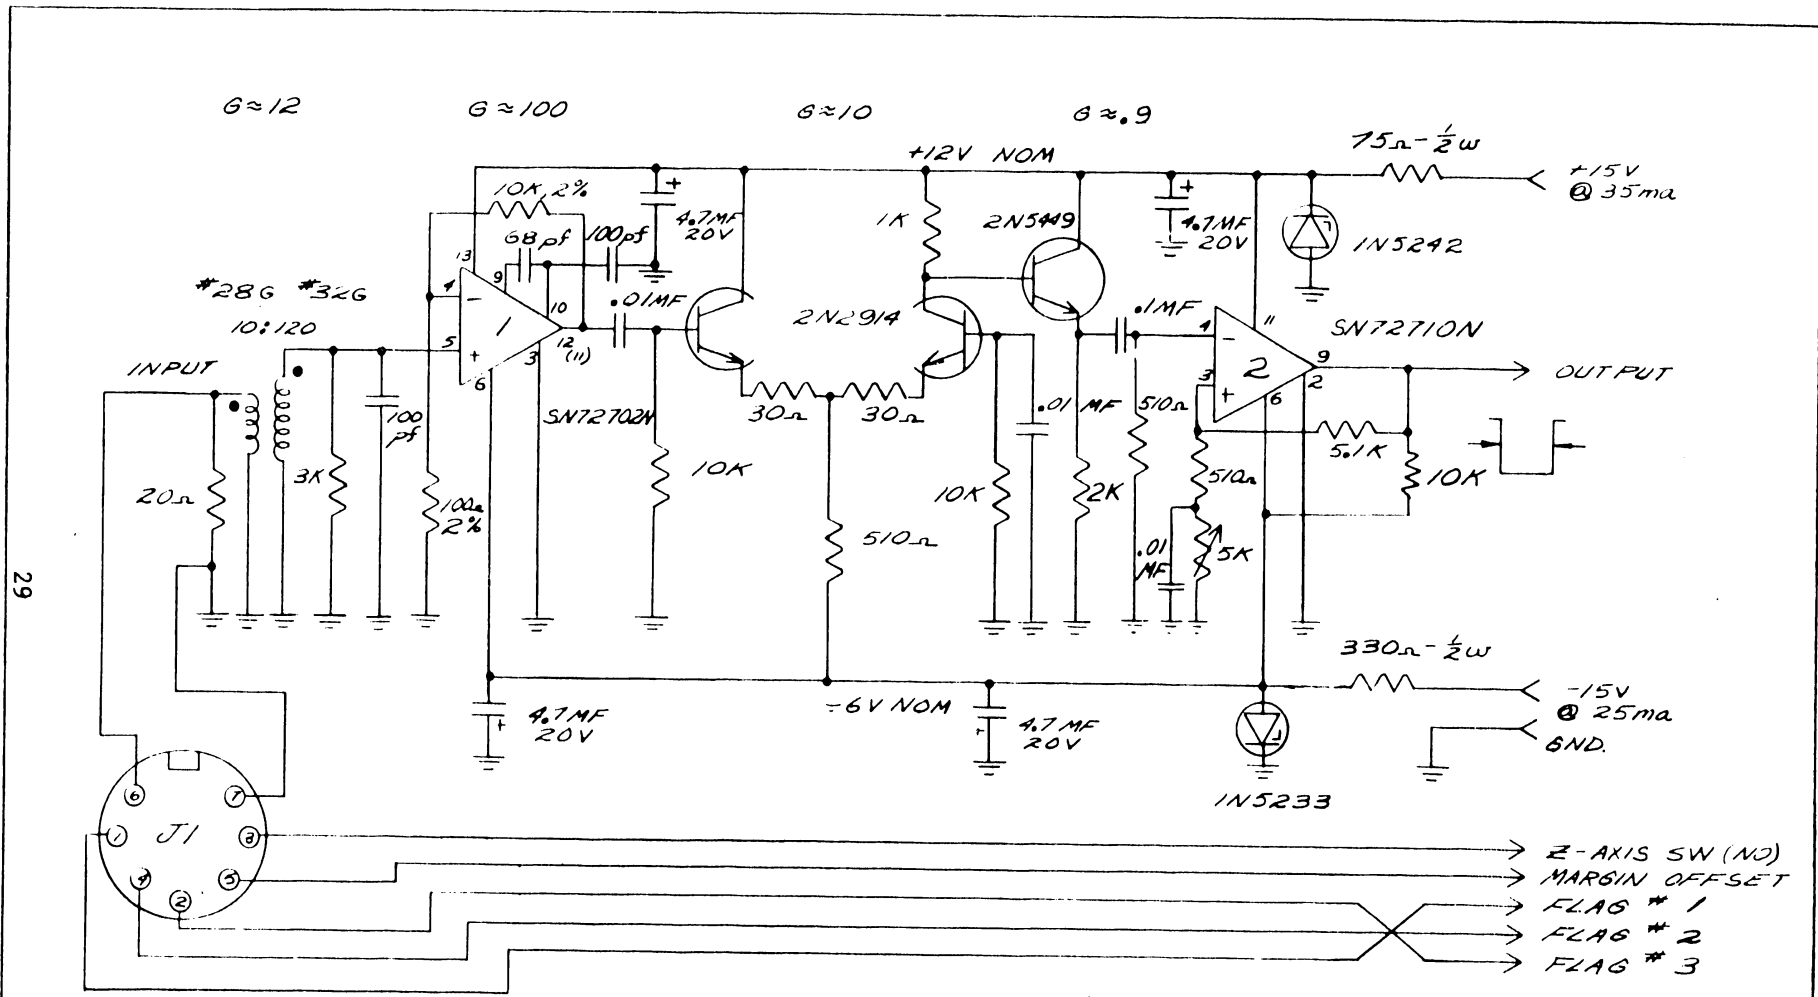 G≈12 G≈100 G≈10 G≈.9
75Ω-½W
+12V NOM
+15V
@ 35ma
10K, 2%
68pf 100pf
4.7MF
20V
1K
2N5449
4.7MF
20V
1N5242
13
9
10
4
-
1
5
+
6
3
12
(11)
#28G #32G
10:120
.01MF
2N2914
.1MF
SN72710N
INPUT
11
4
-
2
3
+
6
9
2
OUTPUT
SN72702N
30Ω 30Ω
.01 MF
510Ω
5.1K
100
pf
3K
20Ω
100Ω
2%
10K
10K
2K
510Ω
10K
510Ω
.01
MF
5K
29
330Ω-½W
-15V
@ 25ma
GND.
-6V NOM
4.7MF
20V
4.7MF
20V
1N5233
6
7
1
J1
8
4
5
2
Z-AXIS SW (NO)
MARGIN OFFSET
FLAG # 1
FLAG # 2
FLAG # 3